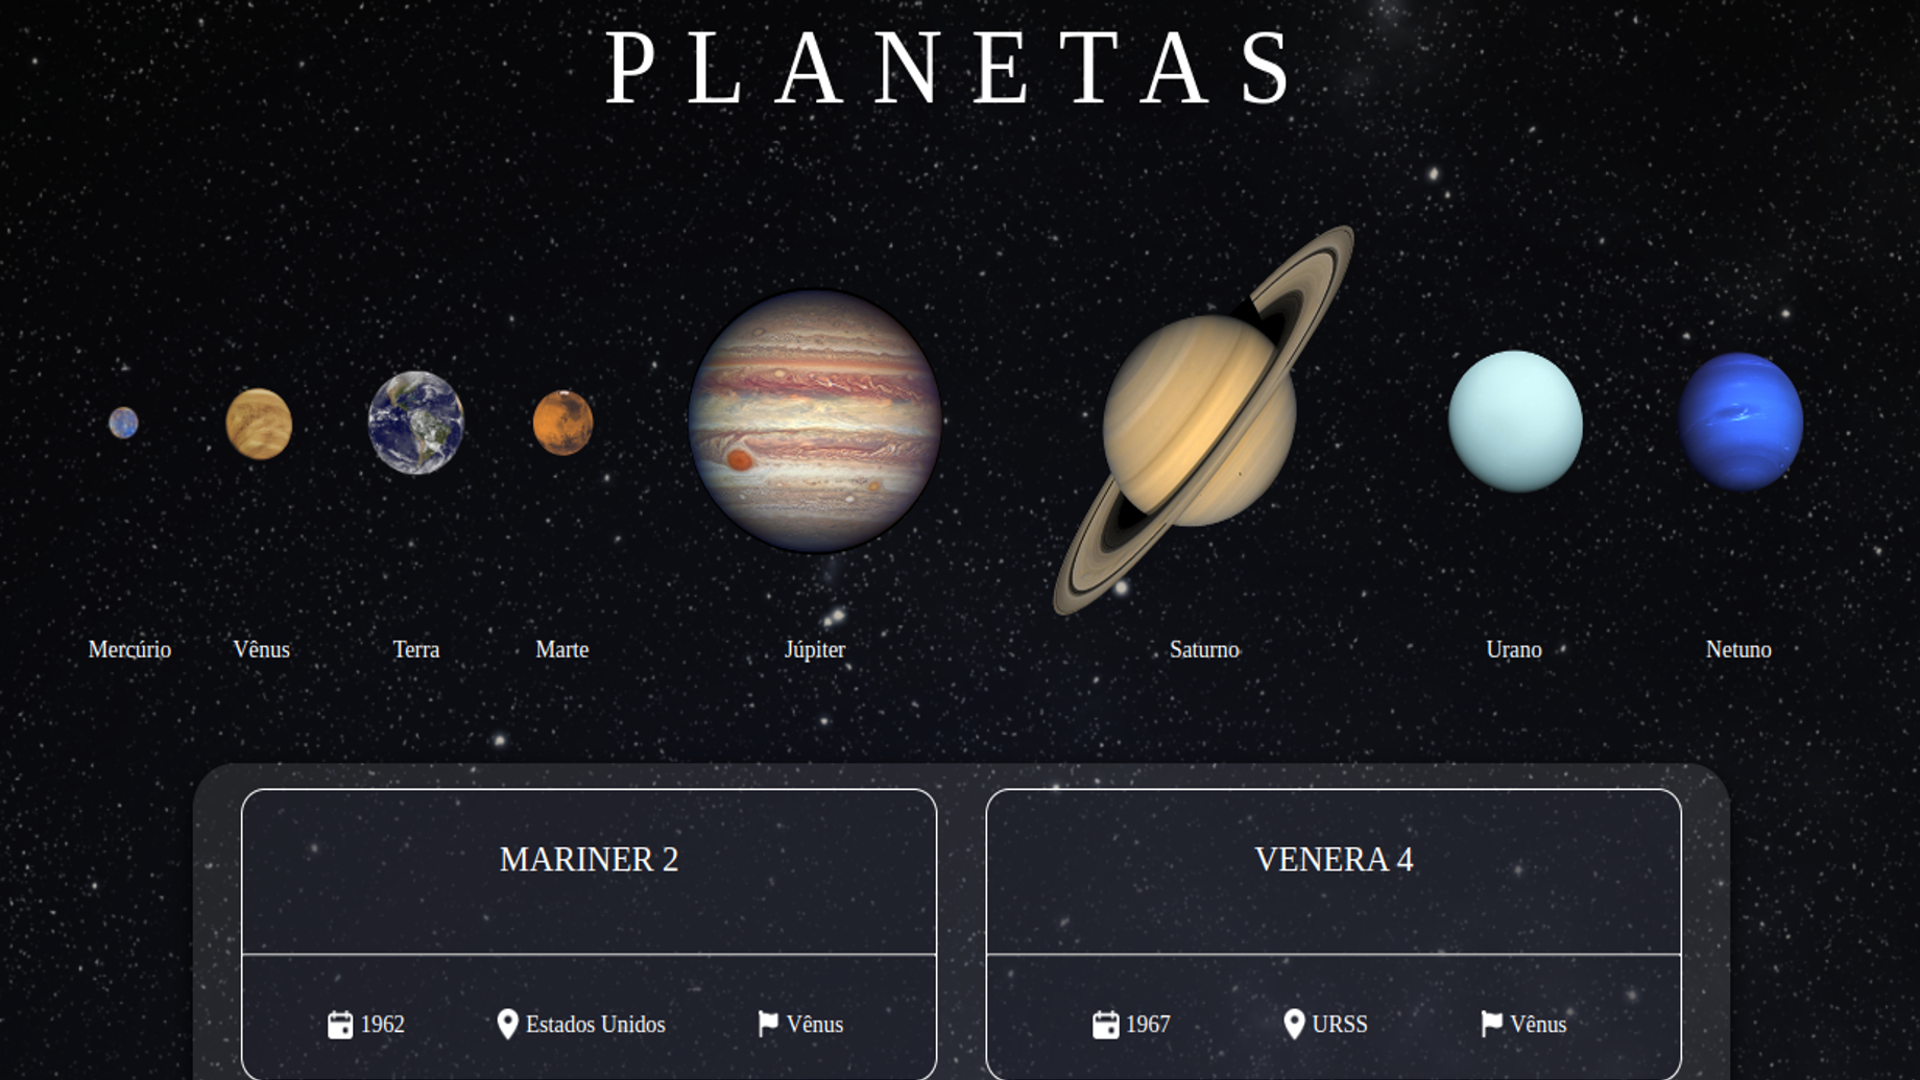 PLANETAS
Mercúrio Vênus Terra Marte Júpiter Saturno Urano Netuno
MARINER 2
1962 Estados Unidos Vênus
VENERA 4
1967 URSS Vênus